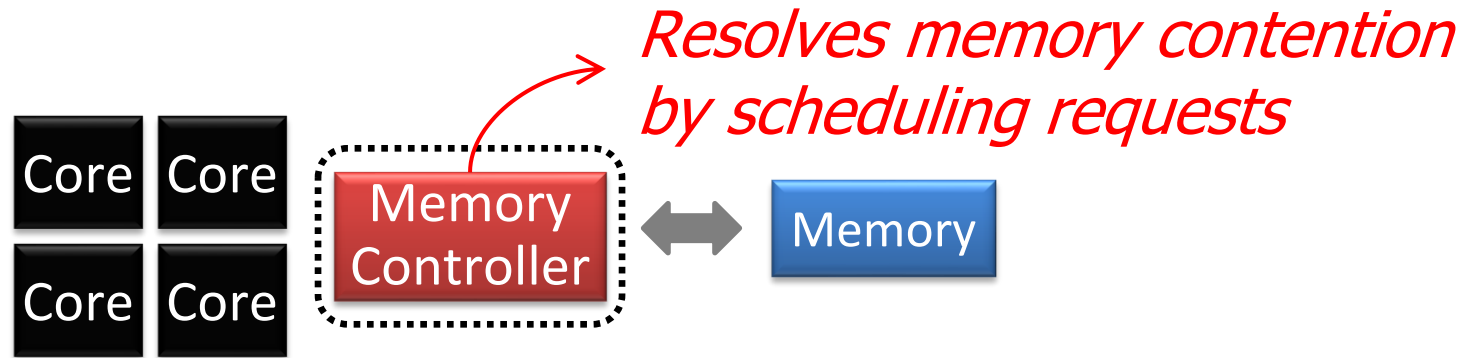 Resolves memory contention
by scheduling requests
Core
Core
Core
Core
Memory
Controller
Memory